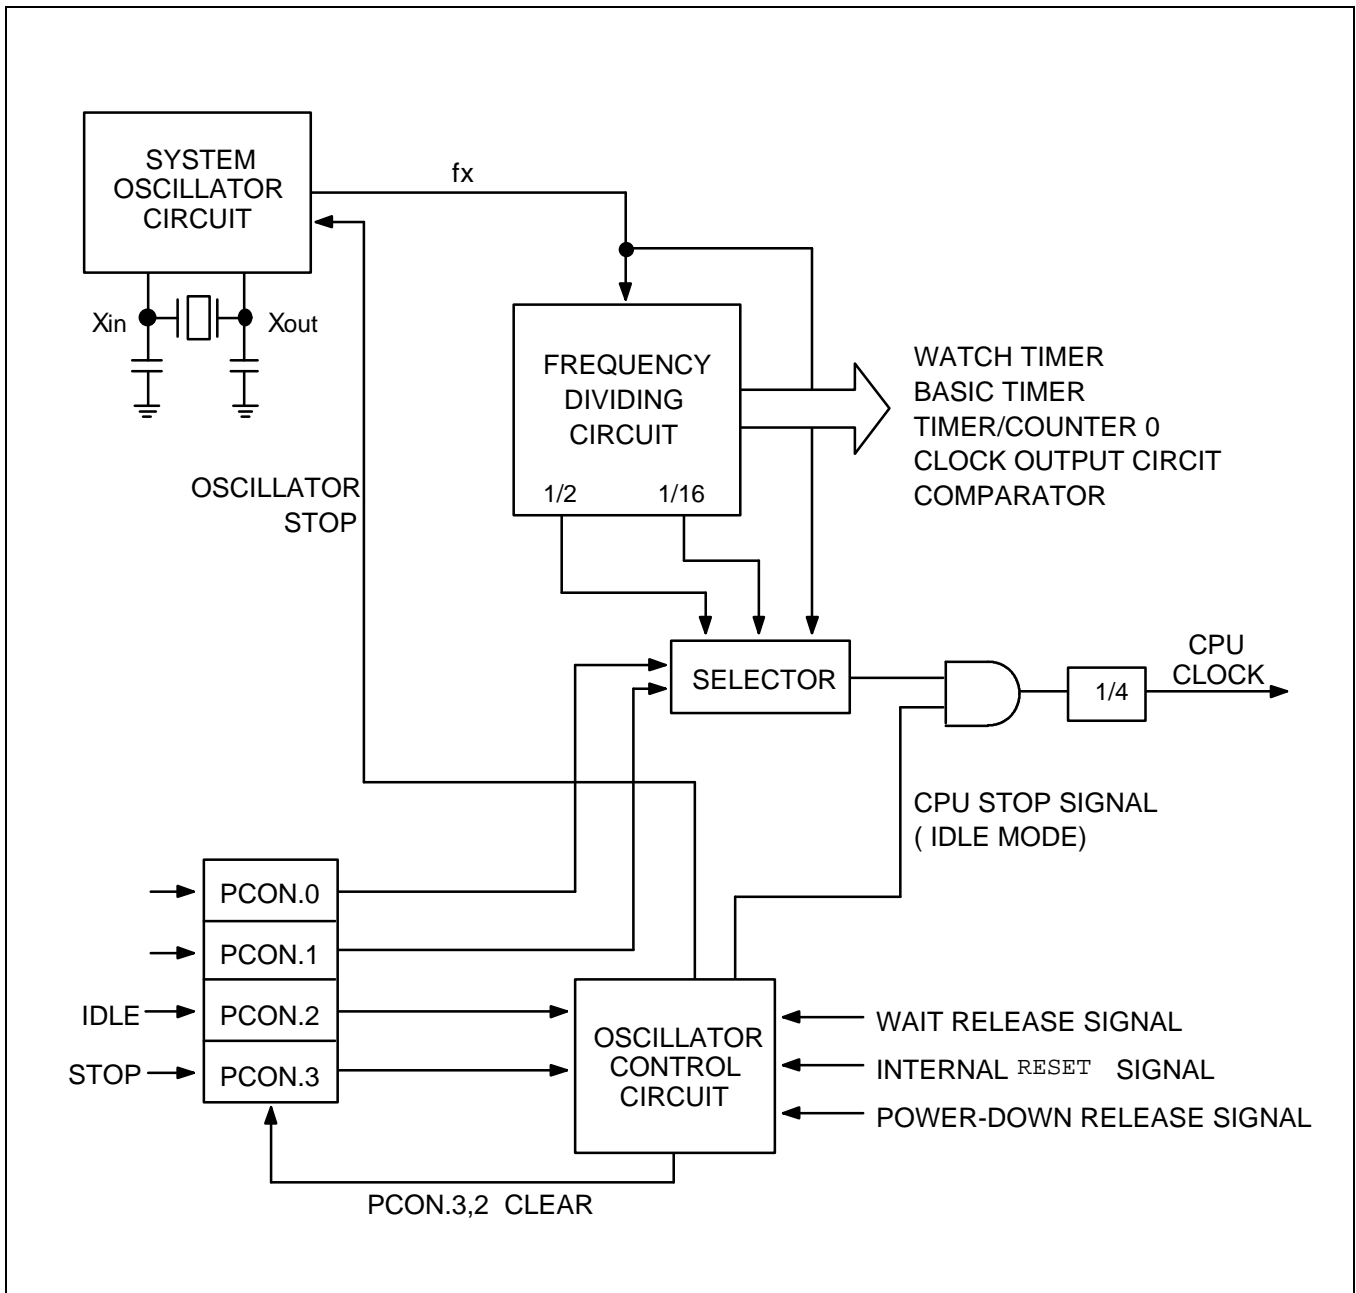 SYSTEM
OSCILLATOR
CIRCUIT
fx
Xin
Xout
FREQUENCY
DIVIDING
CIRCUIT
1/2
1/16
WATCH TIMER
BASIC TIMER
TIMER/COUNTER 0
CLOCK OUTPUT CIRCIT
COMPARATOR
OSCILLATOR
STOP
SELECTOR
1/4
CPU
CLOCK
CPU STOP SIGNAL
( IDLE MODE)
PCON.0
PCON.1
IDLE
PCON.2
STOP
PCON.3
OSCILLATOR
CONTROL
CIRCUIT
WAIT RELEASE SIGNAL
INTERNAL RESET SIGNAL
POWER-DOWN RELEASE SIGNAL
PCON.3,2 CLEAR